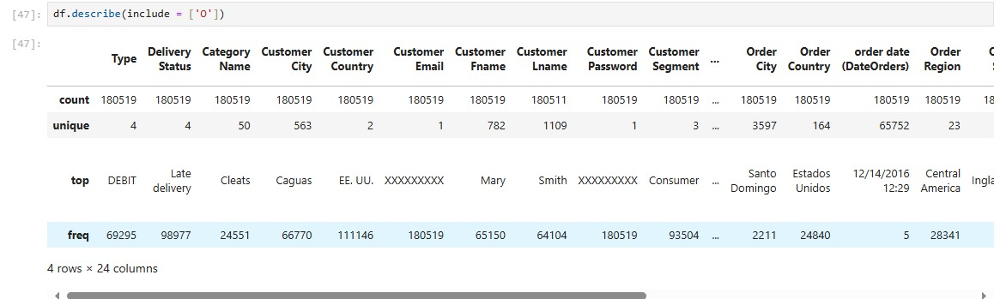 [47]: df.describe(include = ['O'])
[47]:
Type Delivery Status Category Name Customer City Customer Country Customer Email Customer Fname Customer Lname Customer Password Customer Segment ... Order City Order Country order date (DateOrders) Order Region
count 180519 180519 180519 180519 180519 180519 180519 180511 180519 180519 ... 180519 180519 180519 180519
unique 4 4 50 563 2 1 782 1109 1 3 ... 3597 164 65752 23
top DEBIT Late delivery Cleats Caguas EE. UU. XXXXXXXXX Mary Smith XXXXXXXXX Consumer ... Santo Domingo Estados Unidos 12/14/2016 12:29 Central America
freq 69295 98977 24551 66770 111146 180519 65150 64104 180519 93504 ... 2211 24840 5 28341
4 rows × 24 columns